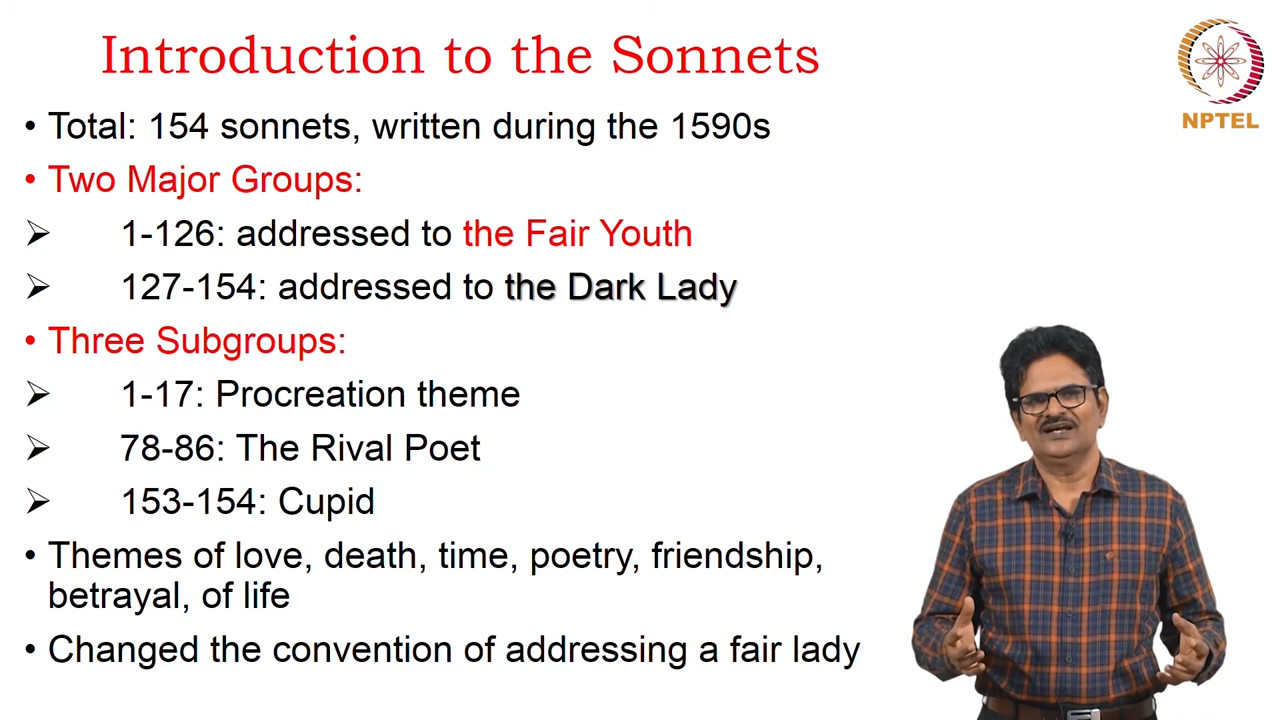 Introduction to the Sonnets
NPTEL
• Total: 154 sonnets, written during the 1590s
• Two Major Groups:
➢ 1-126: addressed to the Fair Youth
➢ 127-154: addressed to the Dark Lady
• Three Subgroups:
➢ 1-17: Procreation theme
➢ 78-86: The Rival Poet
➢ 153-154: Cupid
• Themes of love, death, time, poetry, friendship,
betrayal, of life
• Changed the convention of addressing a fair lady